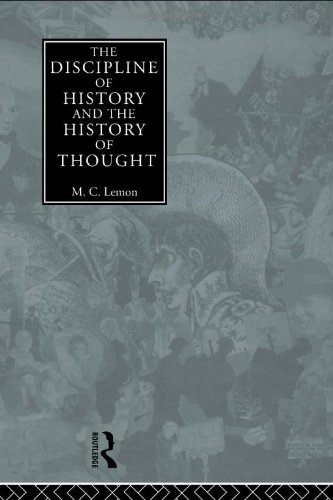 THE
DISCIPLINE
OF
HISTORY
AND THE
HISTORY
OF
THOUGHT
M. C. Lemon
ROUTLEDGE